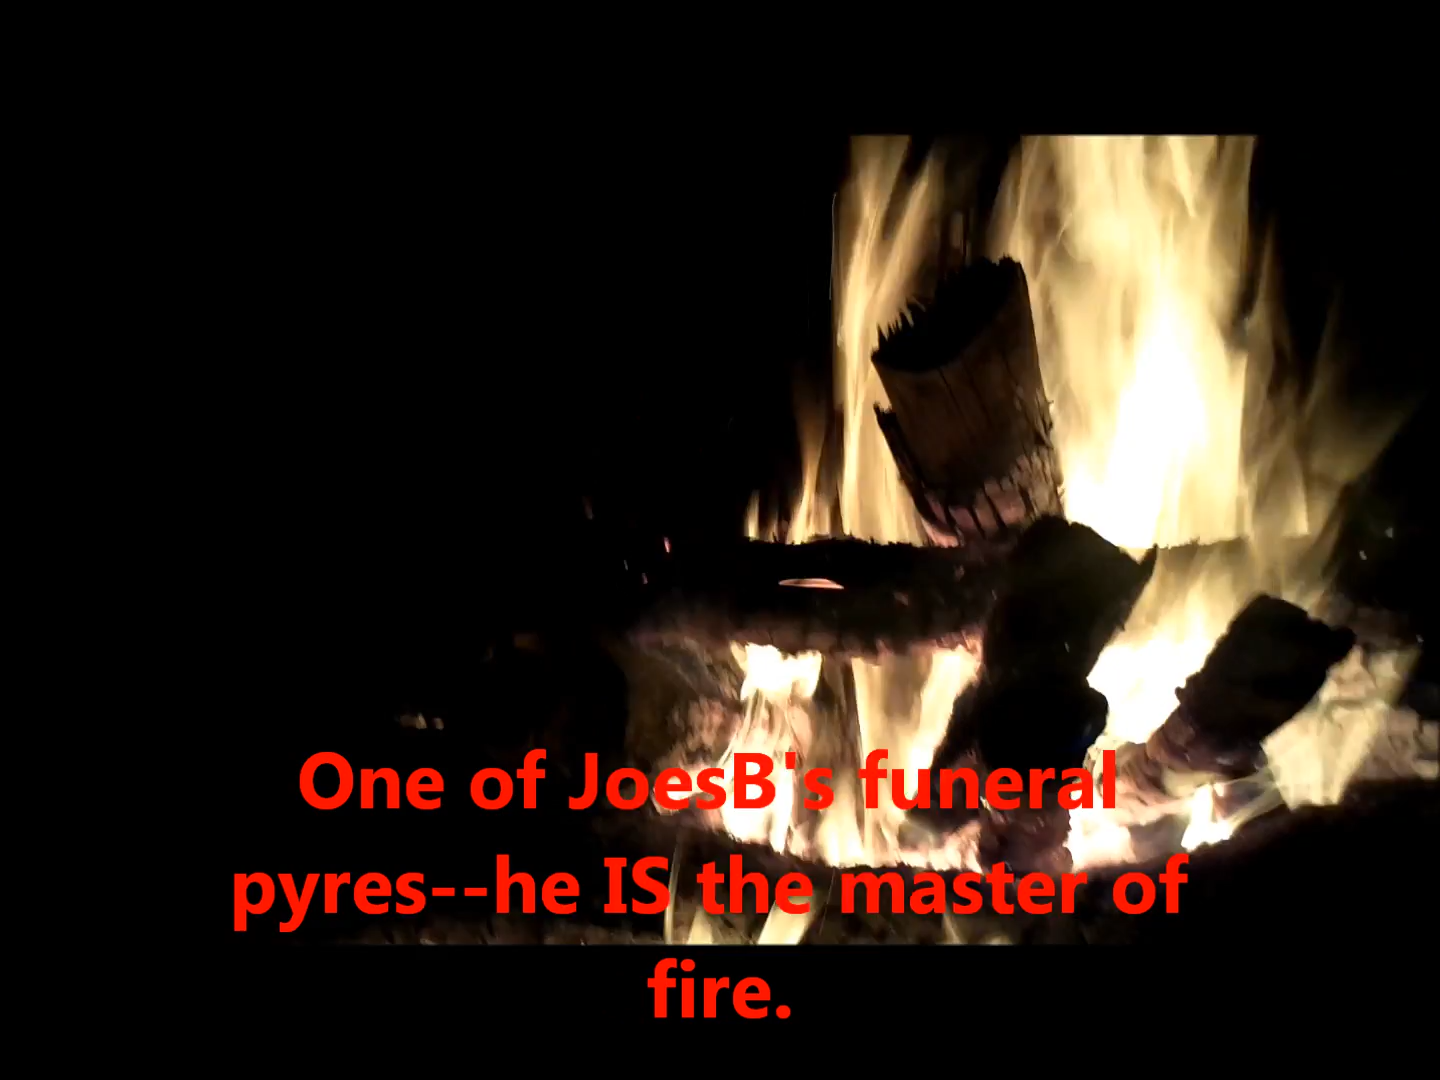 One of JoesB's funeral
pyres--he IS the master of
fire.